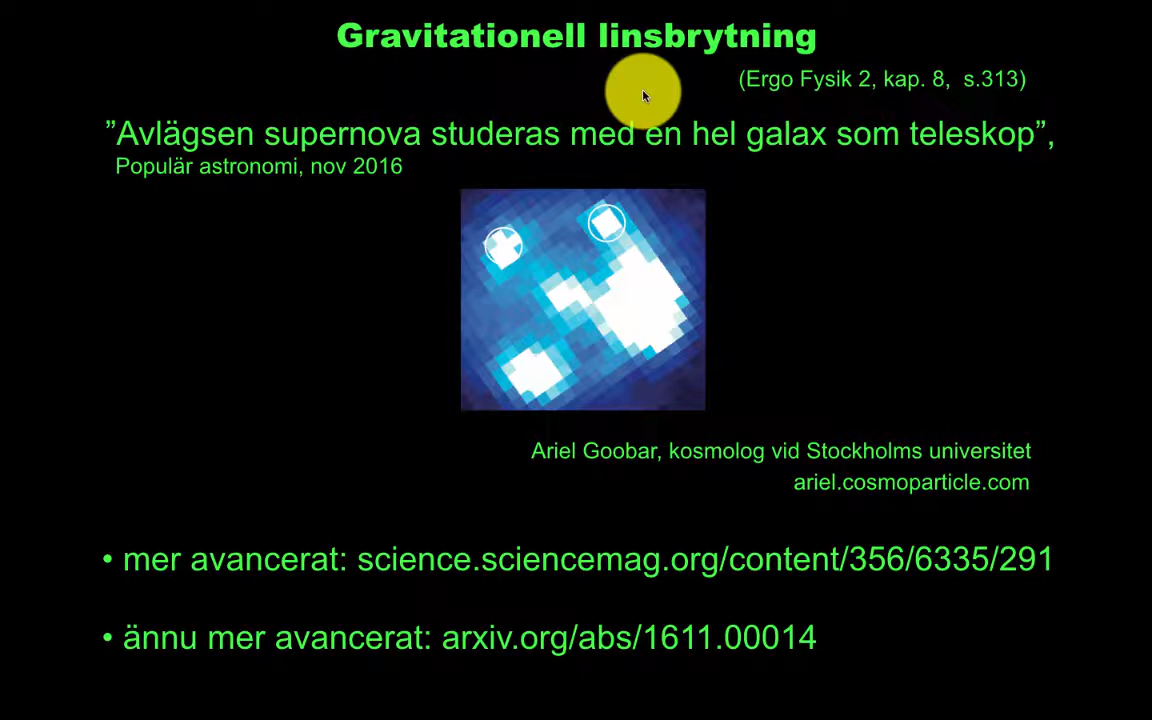 Gravitationell linsbrytning
(Ergo Fysik 2, kap. 8, s.313)
”Avlägsen supernova studeras med en hel galax som teleskop”,
Populär astronomi, nov 2016
Ariel Goobar, kosmolog vid Stockholms universitet
ariel.cosmoparticle.com
• mer avancerat: science.sciencemag.org/content/356/6335/291
• ännu mer avancerat: arxiv.org/abs/1611.00014